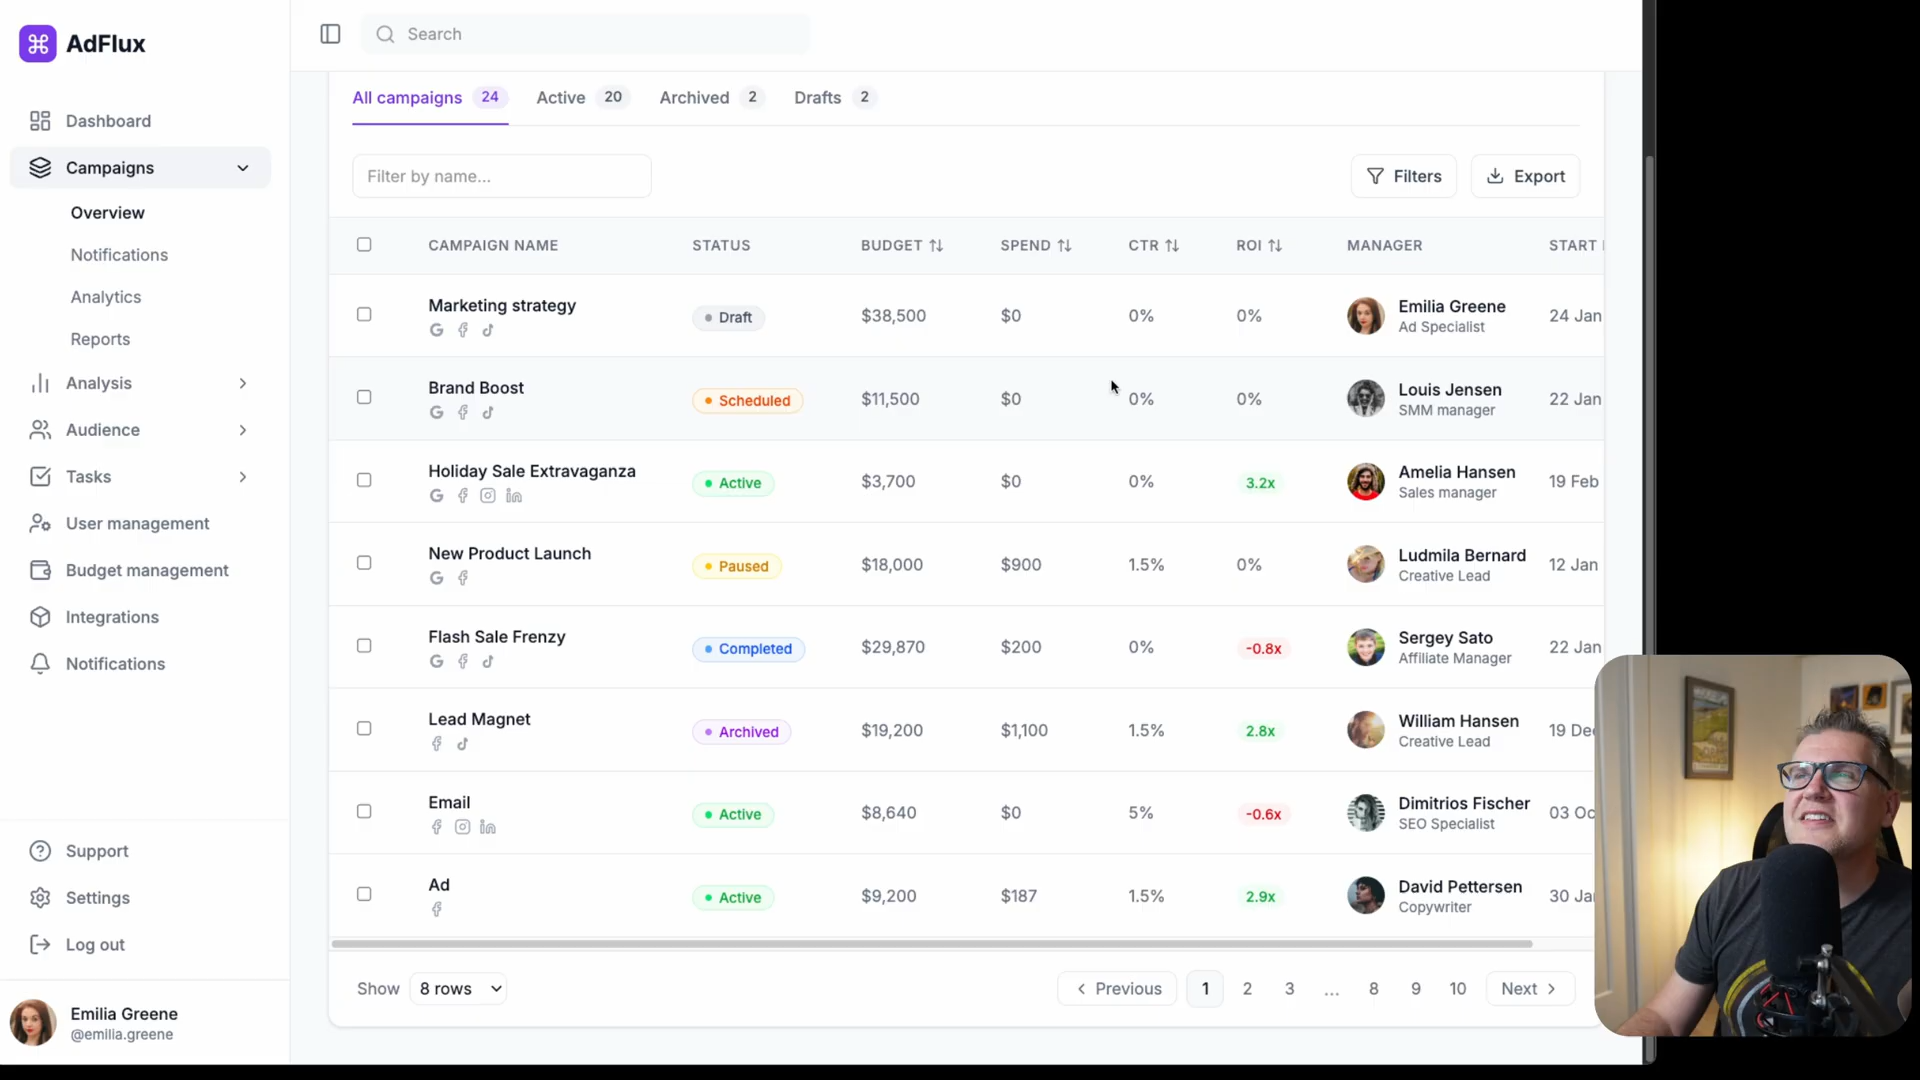 AdFlux
Search
Dashboard
Campaigns
Overview
Notifications
Analytics
Reports
Analysis
Audience
Tasks
User management
Budget management
Integrations
Notifications
Support
Settings
Log out
Emilia Greene
@emilia.greene
All campaigns 24 Active 20 Archived 2 Drafts 2
Filter by name...
Filters
Export
CAMPAIGN NAME STATUS BUDGET SPEND CTR ROI MANAGER START
Marketing strategy Draft $38,500 $0 0% 0% Emilia Greene 24 Jan
Ad Specialist
Brand Boost Scheduled $11,500 $0 0% 0% Louis Jensen 22 Jan
SMM manager
Holiday Sale Extravaganza Active $3,700 $0 0% 3.2x Amelia Hansen 19 Feb
Sales manager
New Product Launch Paused $18,000 $900 1.5% 0% Ludmila Bernard 12 Jan
Creative Lead
Flash Sale Frenzy Completed $29,870 $200 0% -0.8x Sergey Sato 22 Jan
Affiliate Manager
Lead Magnet Archived $19,200 $1,100 1.5% 2.8x William Hansen 19 Dec
Creative Lead
Email Active $8,640 $0 5% -0.6x Dimitrios Fischer 03 Oc
SEO Specialist
Ad Active $9,200 $187 1.5% 2.9x David Pettersen 30 Ja
Copywriter
Show 8 rows
Previous 1 2 3 ... 8 9 10 Next